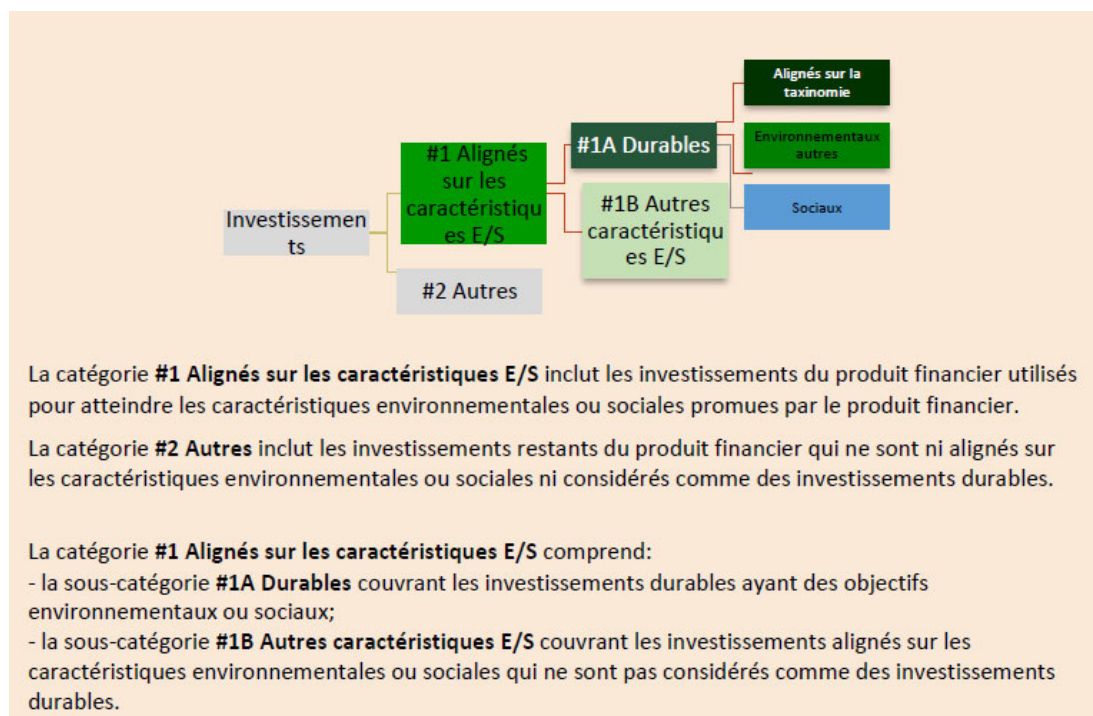 Alignés sur la
taxinomie
#1A Durables
Environnementaux
autres
#1 Alignés
sur les
caractéristiqu
es E/S
#1B Autres
caractéristiqu
es E/S
Sociaux
Investissemen
ts
#2 Autres
La catégorie #1 Alignés sur les caractéristiques E/S inclut les investissements du produit financier utilisés
pour atteindre les caractéristiques environnementales ou sociales promues par le produit financier.
La catégorie #2 Autres inclut les investissements restants du produit financier qui ne sont ni alignés sur
les caractéristiques environnementales ou sociales ni considérés comme des investissements durables.
La catégorie #1 Alignés sur les caractéristiques E/S comprend:
- la sous-catégorie #1A Durables couvrant les investissements durables ayant des objectifs
environnementaux ou sociaux;
- la sous-catégorie #1B Autres caractéristiques E/S couvrant les investissements alignés sur les
caractéristiques environnementales ou sociales qui ne sont pas considérés comme des investissements
durables.